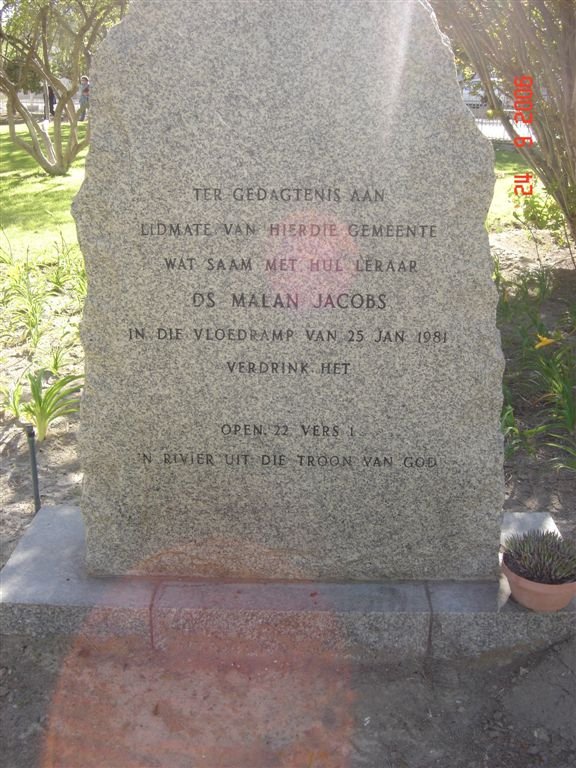 TER GEDAGTENIS AAN
LIDMATE VAN HIERDIE GEMEENTE
WAT SAAM MET HUL LERAAR
DS MALAN JACOBS
IN DIE VLOEDRAMP VAN 25 JAN 1981
VERDRINK HET
OPEN. 22 VERS 1
'N RIVIER UIT DIE TROON VAN GOD
24 9 2006